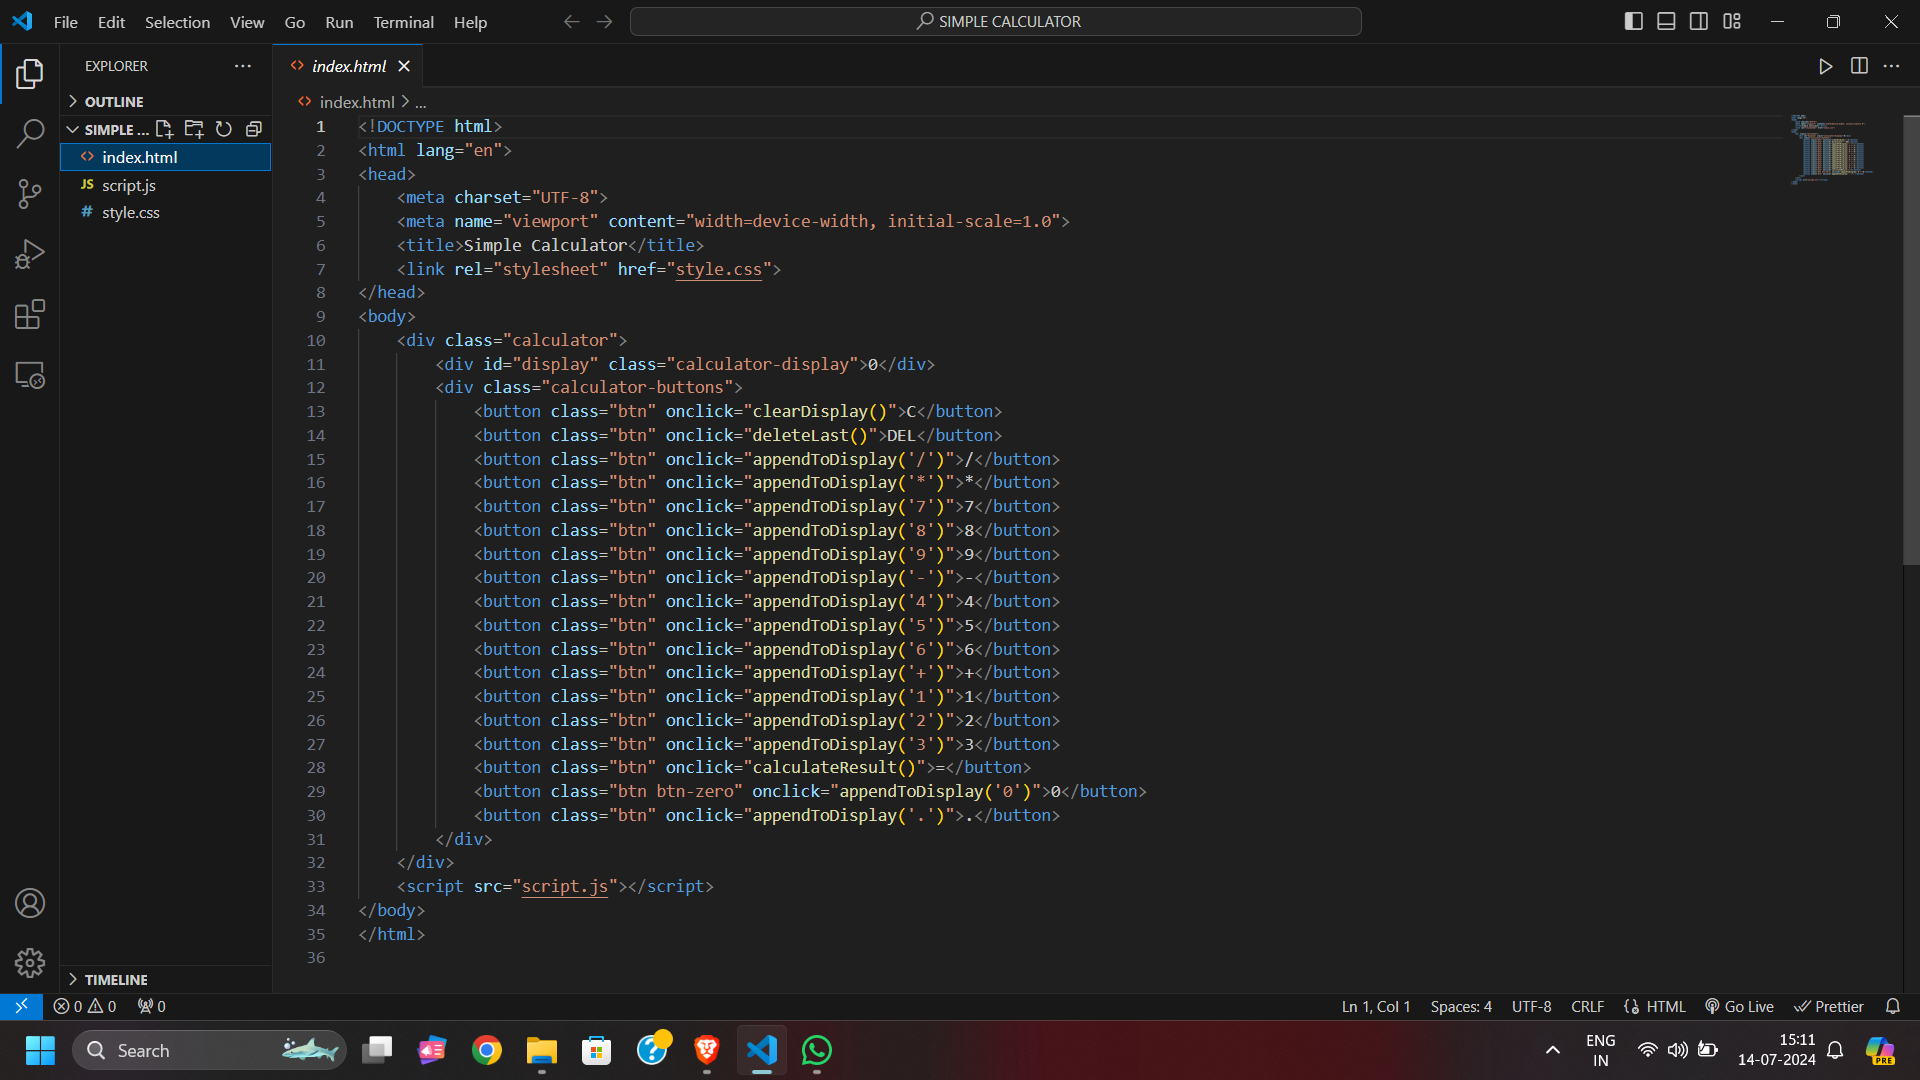 File Edit Selection View Go Run Terminal Help
SIMPLE CALCULATOR
EXPLORER
OUTLINE
SIMPLE ...
index.html
JS script.js
# style.css
TIMELINE
index.html
index.html > ...
1 <!DOCTYPE html>
2 <html lang="en">
3 <head>
4 <meta charset="UTF-8">
5 <meta name="viewport" content="width=device-width, initial-scale=1.0">
6 <title>Simple Calculator</title>
7 <link rel="stylesheet" href="style.css">
8 </head>
9 <body>
10 <div class="calculator">
11 <div id="display" class="calculator-display">0</div>
12 <div class="calculator-buttons">
13 <button class="btn" onclick="clearDisplay()">C</button>
14 <button class="btn" onclick="deleteLast()">DEL</button>
15 <button class="btn" onclick="appendToDisplay('/')">/</button>
16 <button class="btn" onclick="appendToDisplay('*')">*</button>
17 <button class="btn" onclick="appendToDisplay('7')">7</button>
18 <button class="btn" onclick="appendToDisplay('8')">8</button>
19 <button class="btn" onclick="appendToDisplay('9')">9</button>
20 <button class="btn" onclick="appendToDisplay('-')">-</button>
21 <button class="btn" onclick="appendToDisplay('4')">4</button>
22 <button class="btn" onclick="appendToDisplay('5')">5</button>
23 <button class="btn" onclick="appendToDisplay('6')">6</button>
24 <button class="btn" onclick="appendToDisplay('+')">+</button>
25 <button class="btn" onclick="appendToDisplay('1')">1</button>
26 <button class="btn" onclick="appendToDisplay('2')">2</button>
27 <button class="btn" onclick="appendToDisplay('3')">3</button>
28 <button class="btn" onclick="calculateResult()">=</button>
29 <button class="btn btn-zero" onclick="appendToDisplay('0')">0</button>
30 <button class="btn" onclick="appendToDisplay('.')">.</button>
31 </div>
32 </div>
33 <script src="script.js"></script>
34 </body>
35 </html>
36
0 0 0 Ln 1, Col 1 Spaces: 4 UTF-8 CRLF {} HTML Go Live Prettier
Search
ENG
IN
15:11
14-07-2024
PRE